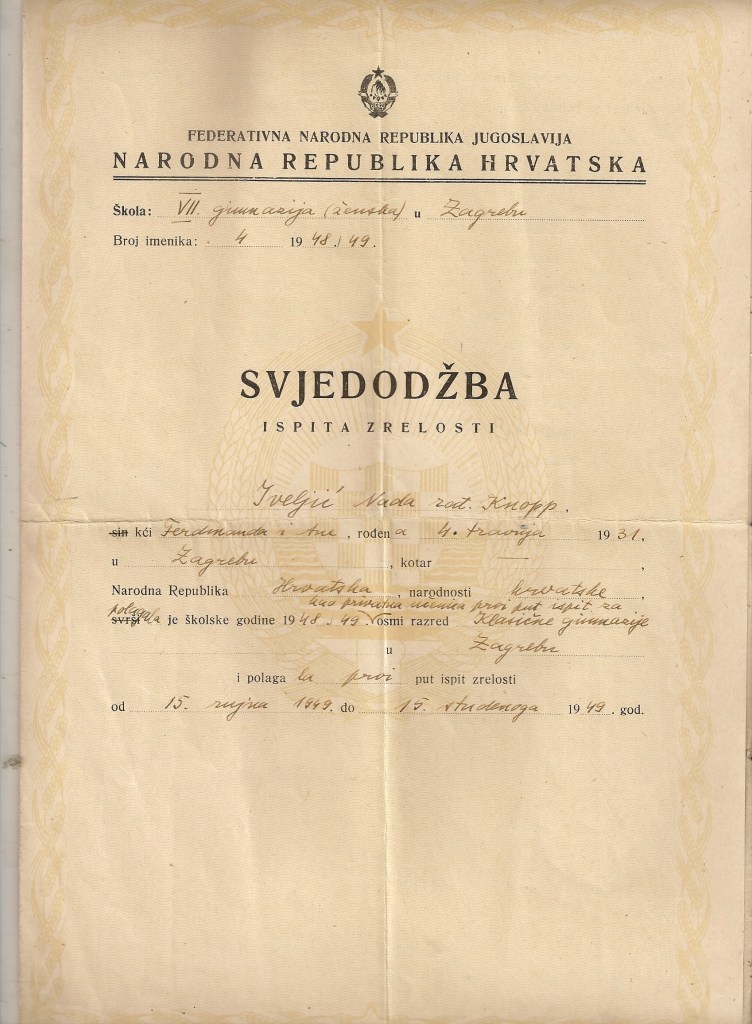 FEDERATIVNA NARODNA REPUBLIKA JUGOSLAVIJA
NARODNA REPUBLIKA HRVATSKA
Škola: VII. gimnazija (ženska) u Zagrebu
Broj imenika: 4 1948./49.
SVJEDODŽBA
ISPITA ZRELOSTI
Iveljić Nada rođ. Knopp.
sin kći Ferdinanda i Ane, rođena 4. travnja 1931,
u Zagrebu, kotar —,
Narodna Republika Hrvatska, narodnosti hrvatske,
kao privatna učenica prvi put ispit za
polagala
svrši je školske godine 1948./49. osmi razred Klasične gimnazije
u Zagrebu
i polagala prvi put ispit zrelosti
od 15. rujna 1949. do 15. studenoga 1949. god.